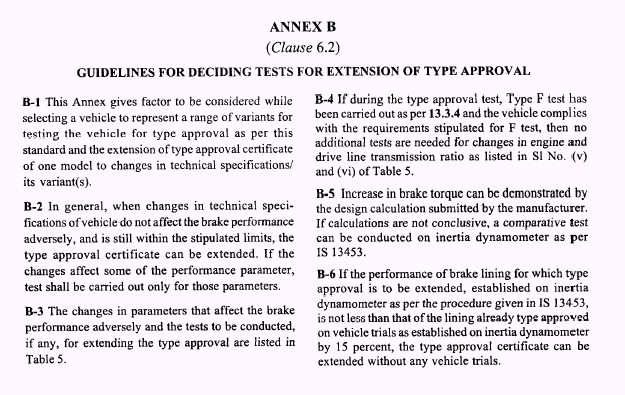 ANNEX B
(Clause 6.2)
GUIDELINES FOR DECIDING TESTS FOR EXTENSION OF TYPE APPROVAL
B-1 This Annex gives factor to be considered while
selecting a vehicle to represent a range of variants for
testing the vehicle for type approval as per this
standard and the extension of type approval certificate
of one model to changes in technical specifications/
its variant(s).
B-2 In general, when changes in technical speci-
fications of vehicle do not affect the brake performance
adversely, and is still within the stipulated limits, the
type approval certificate can be extended. If the
changes affect some of the performance parameter,
test shall be carried out only for those parameters.
B-3 The changes in parameters that affect the brake
performance adversely and the tests to be conducted,
if any, for extending the type approval are listed in
Table 5.
B-4 If during the type approval test, Type F test has
been carried out as per 13.3.4 and the vehicle complies
with the requirements stipulated for F test, then no
additional tests are needed for changes in engine and
drive line transmission ratio as listed in Sl No. (v)
and (vi) of Table 5.
B-5 Increase in brake torque can be demonstrated by
the design calculation submitted by the manufacturer.
If calculations are not conclusive, a comparative test
can be conducted on inertia dynamometer as per
IS 13453.
B-6 If the performance of brake lining for which type
approval is to be extended, established on inertia
dynamometer as per the procedure given in IS 13453,
is not less than that of the lining already type approved
on vehicle trials as established on inertia dynamometer
by 15 percent, the type approval certificate can be
extended without any vehicle trials.